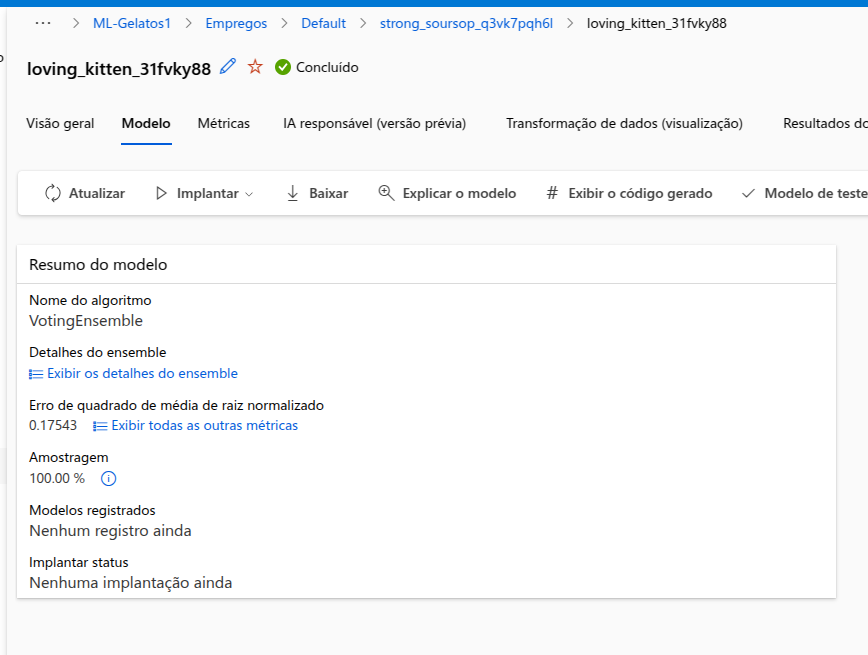 ··· > ML-Gelatos1 > Empregos > Default > strong_soursop_q3vk7pqh6l > loving_kitten_31fvky88
loving_kitten_31fvky88 Concluído
Visão geral Modelo Métricas IA responsável (versão prévia) Transformação de dados (visualização) Resultados do
Atualizar Implantar Baixar Explicar o modelo # Exibir o código gerado Modelo de teste
Resumo do modelo
Nome do algoritmo
VotingEnsemble
Detalhes do ensemble
Exibir os detalhes do ensemble
Erro de quadrado de média de raiz normalizado
0.17543 Exibir todas as outras métricas
Amostragem
100.00 %
Modelos registrados
Nenhum registro ainda
Implantar status
Nenhuma implantação ainda